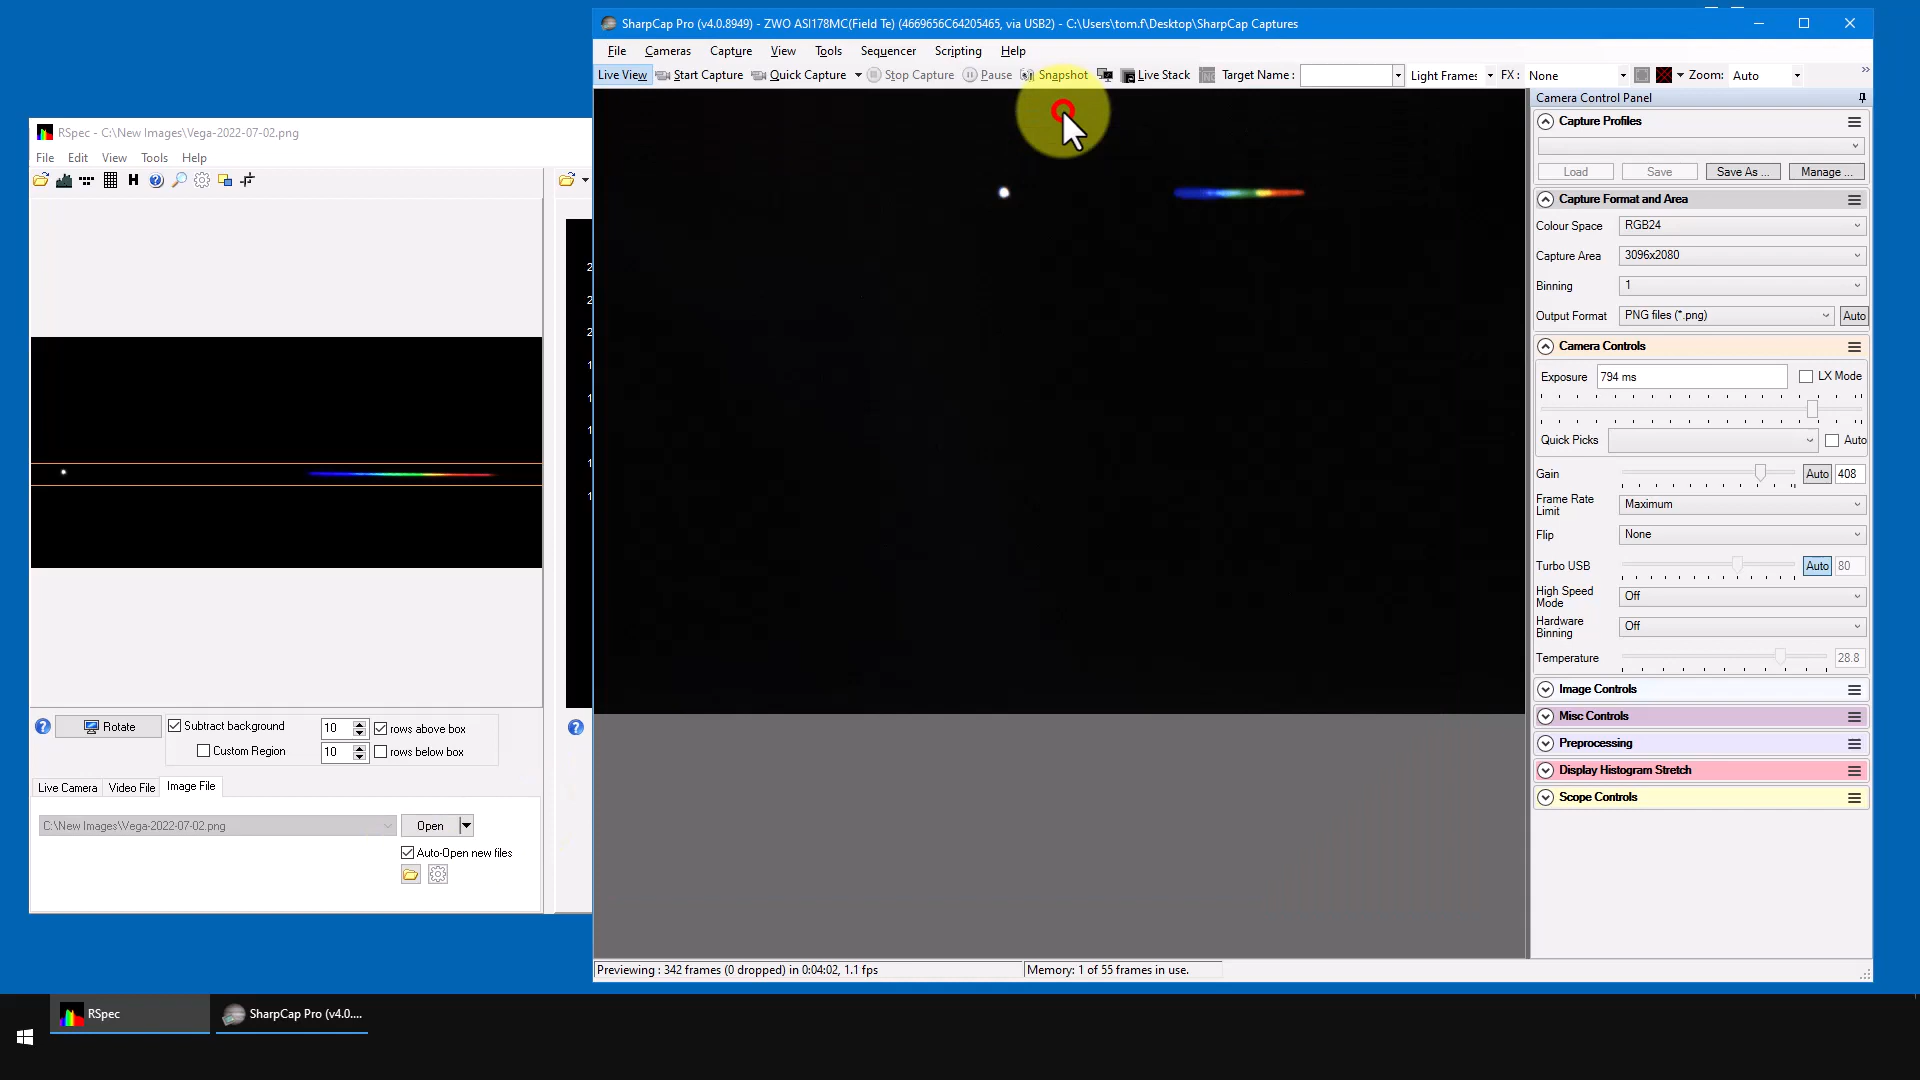 SharpCap Pro (v4.0.8949) - ZWO ASI178MC(Field Te) (4669656C64205465, via USB2) - C:\Users\tom.f\Desktop\SharpCap Captures
File Cameras Capture View Tools Sequencer Scripting Help
Live View Start Capture Quick Capture Stop Capture Pause Snapshot Live Stack Target Name : Light Frames FX : None Zoom: Auto
RSpec - C:\New Images\Vega-2022-07-02.png
File Edit View Tools Help
H
2
2
2
1
1
1
1
1
Rotate
Subtract background
10 rows above box
Custom Region
10 rows below box
Live Camera Video File Image File
C:\New Images\Vega-2022-07-02.png
Open
Auto-Open new files
Camera Control Panel
Capture Profiles
Load Save Save As ... Manage ...
Capture Format and Area
Colour Space RGB24
Capture Area 3096x2080
Binning 1
Output Format PNG files (*.png) Auto
Camera Controls
Exposure 794 ms LX Mode
Quick Picks Auto
Gain Auto 408
Frame Rate
Limit
Maximum
Flip None
Turbo USB Auto 80
High Speed
Mode
Off
Hardware
Binning
Off
Temperature 28.8
Image Controls
Misc Controls
Preprocessing
Display Histogram Stretch
Scope Controls
Previewing : 342 frames (0 dropped) in 0:04:02, 1.1 fps
Memory: 1 of 55 frames in use.
RSpec
SharpCap Pro (v4.0....